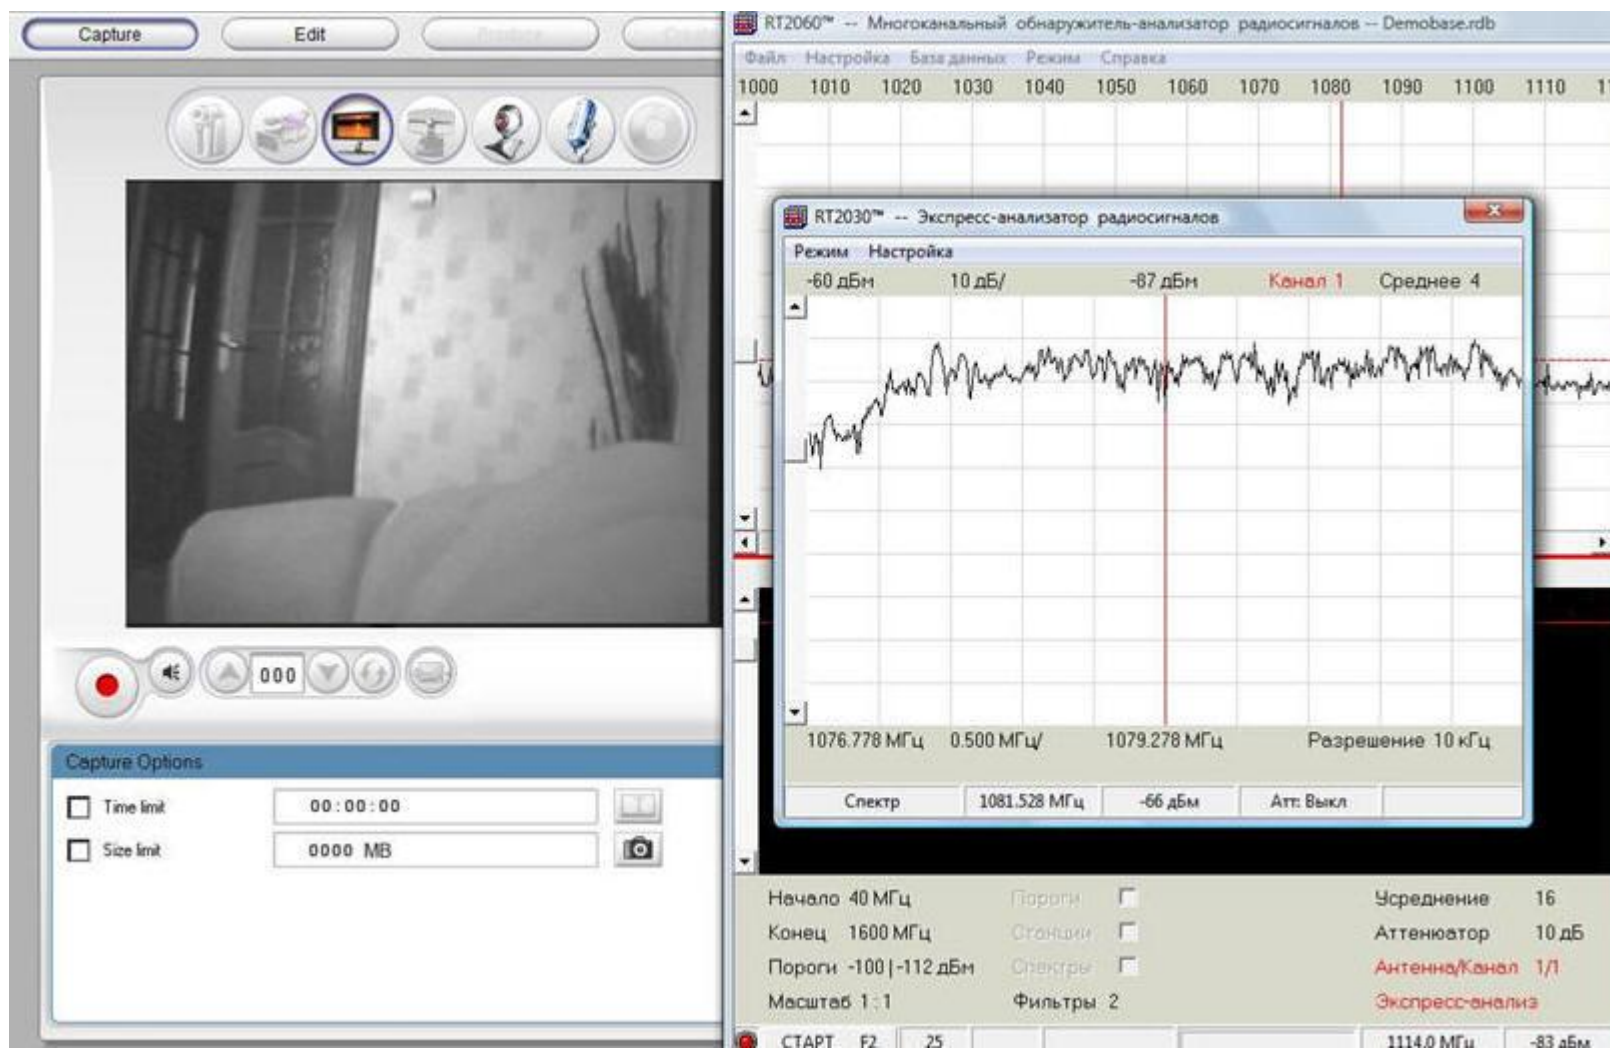 Capture
Edit
Produce
Capture Options
Time limit 00:00:00
Size limit 0000 MB
000
RT2060™ -- Многоканальный обнаружитель-анализатор радиосигналов -- Demobase.rdb
Файл Настройка База данных Режим Справка
1000 1010 1020 1030 1040 1050 1060 1070 1080 1090 1100 1110
RT2030™ -- Экспресс-анализатор радиосигналов
Режим Настройка
-60 дБм 10 дБ/ -87 дБм Канал 1 Среднее 4
1076.778 МГц 0.500 МГц/ 1079.278 МГц Разрешение 10 кГц
Спектр 1081.528 МГц -66 дБм Атт: Выкл
Начало 40 МГц Пороги Усреднение 16
Конец 1600 МГц Станции Аттенюатор 10 дБ
Пороги -100|-112 дБм Спектры Антенна/Канал 1/1
Масштаб 1:1 Фильтры 2 Экспресс-анализ
СТАРТ F2 25 1114.0 МГц -83 дБм